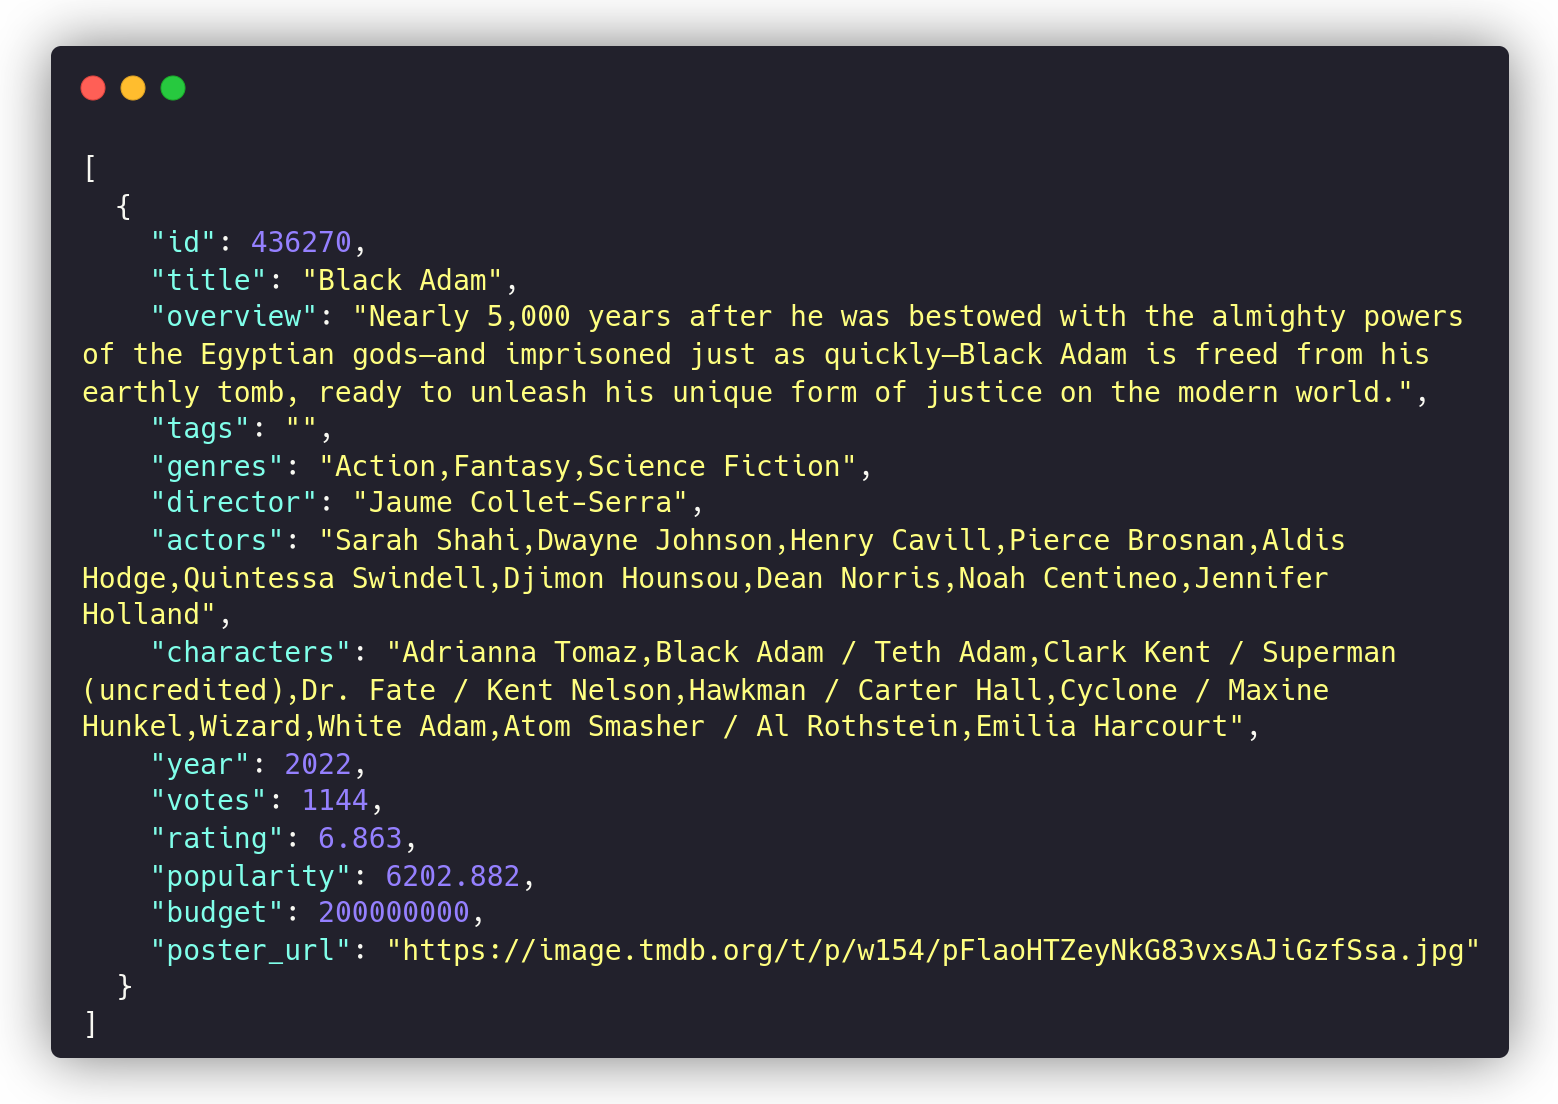 [
  {
    "id": 436270,
    "title": "Black Adam",
    "overview": "Nearly 5,000 years after he was bestowed with the almighty powers
of the Egyptian gods—and imprisoned just as quickly—Black Adam is freed from his
earthly tomb, ready to unleash his unique form of justice on the modern world.",
    "tags": "",
    "genres": "Action,Fantasy,Science Fiction",
    "director": "Jaume Collet-Serra",
    "actors": "Sarah Shahi,Dwayne Johnson,Henry Cavill,Pierce Brosnan,Aldis
Hodge,Quintessa Swindell,Djimon Hounsou,Dean Norris,Noah Centineo,Jennifer
Holland",
    "characters": "Adrianna Tomaz,Black Adam / Teth Adam,Clark Kent / Superman
(uncredited),Dr. Fate / Kent Nelson,Hawkman / Carter Hall,Cyclone / Maxine
Hunkel,Wizard,White Adam,Atom Smasher / Al Rothstein,Emilia Harcourt",
    "year": 2022,
    "votes": 1144,
    "rating": 6.863,
    "popularity": 6202.882,
    "budget": 200000000,
    "poster_url": "https://image.tmdb.org/t/p/w154/pFlaoHTZeyNkG83vxsAJiGzfSsa.jpg"
  }
]